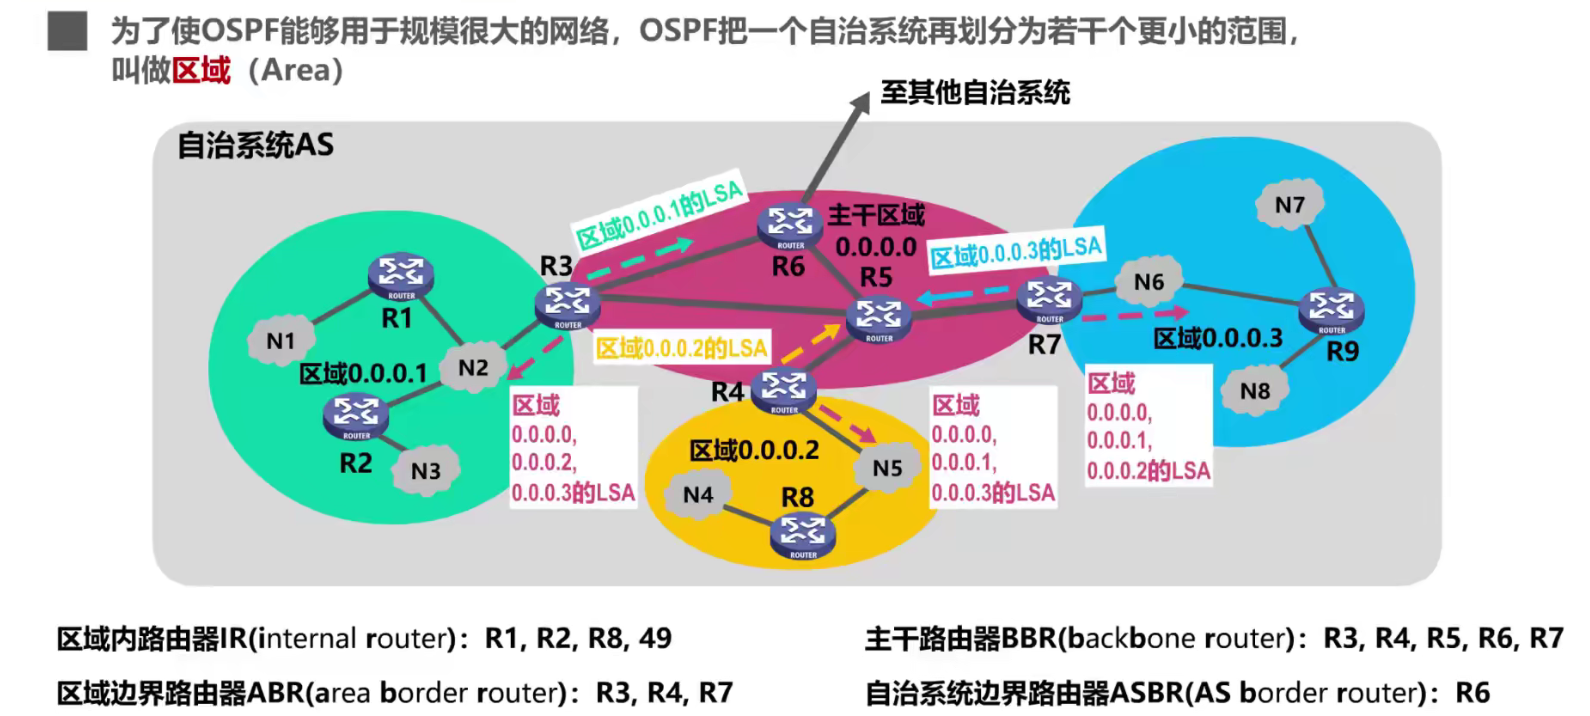 为了使OSPF能够用于规模很大的网络，OSPF把一个自治系统再划分为若干个更小的范围，
叫做区域（Area）
至其他自治系统
自治系统AS
区域0.0.0.1的LSA
主干区域
0.0.0.0
区域0.0.0.3的LSA
N7
ROUTER
R6
R5
R3
ROUTER
R1
N1
N2
区域0.0.0.1
ROUTER
R2
N3
ROUTER
区域0.0.0.2的LSA
ROUTER
ROUTER
R7
N6
区域0.0.0.3
ROUTER
R9
N8
R4
ROUTER
区域
0.0.0.0,
0.0.0.2,
0.0.0.3的LSA
区域0.0.0.2
N4
R8
ROUTER
N5
区域
0.0.0.0,
0.0.0.1,
0.0.0.3的LSA
区域
0.0.0.0,
0.0.0.1,
0.0.0.2的LSA
区域内路由器IR(internal router)：R1, R2, R8, 49
主干路由器BBR(backbone router)：R3, R4, R5, R6, R7
区域边界路由器ABR(area border router)：R3, R4, R7
自治系统边界路由器ASBR(AS border router)：R6